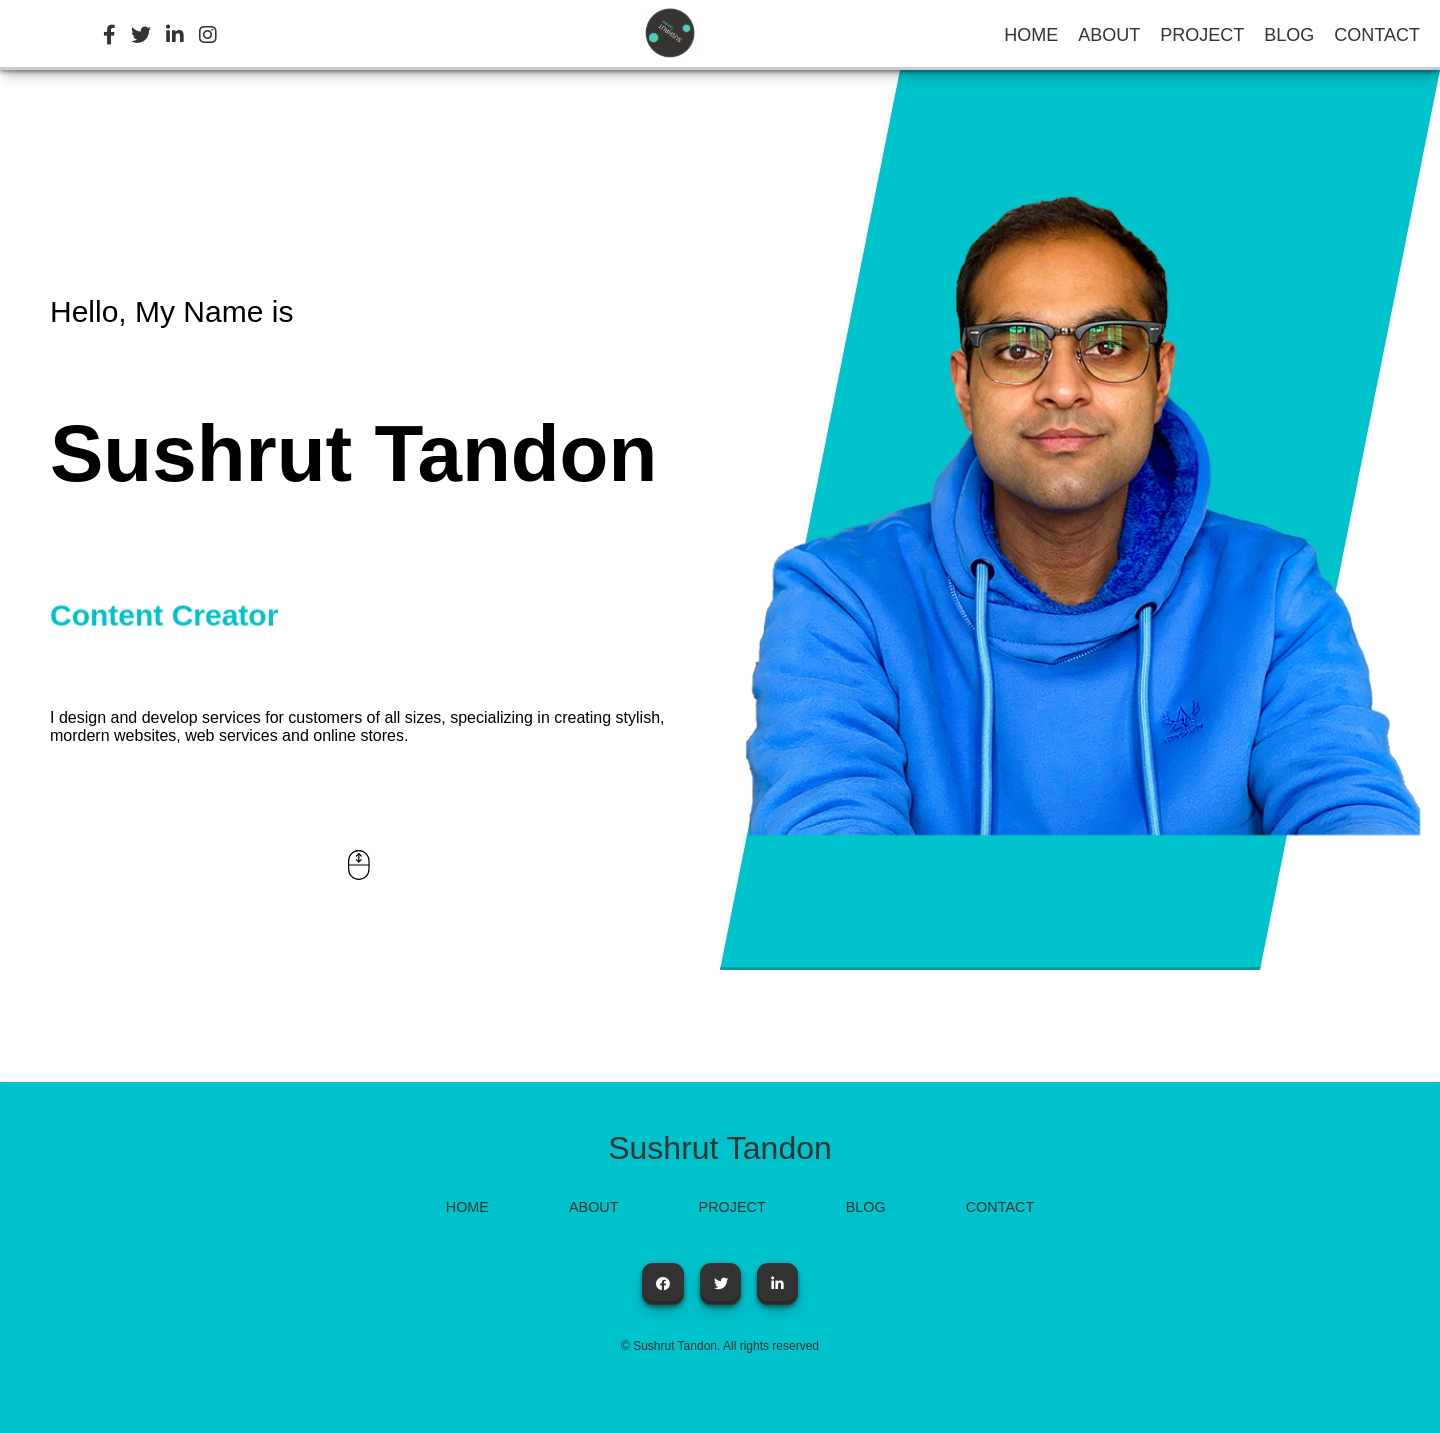 SUSHRUT
HOME ABOUT PROJECT BLOG CONTACT
Hello, My Name is
Sushrut Tandon
Content Creator
I design and develop services for customers of all sizes, specializing in creating stylish,
mordern websites, web services and online stores.
Sushrut Tandon
HOME ABOUT PROJECT BLOG CONTACT
© Sushrut Tandon. All rights reserved